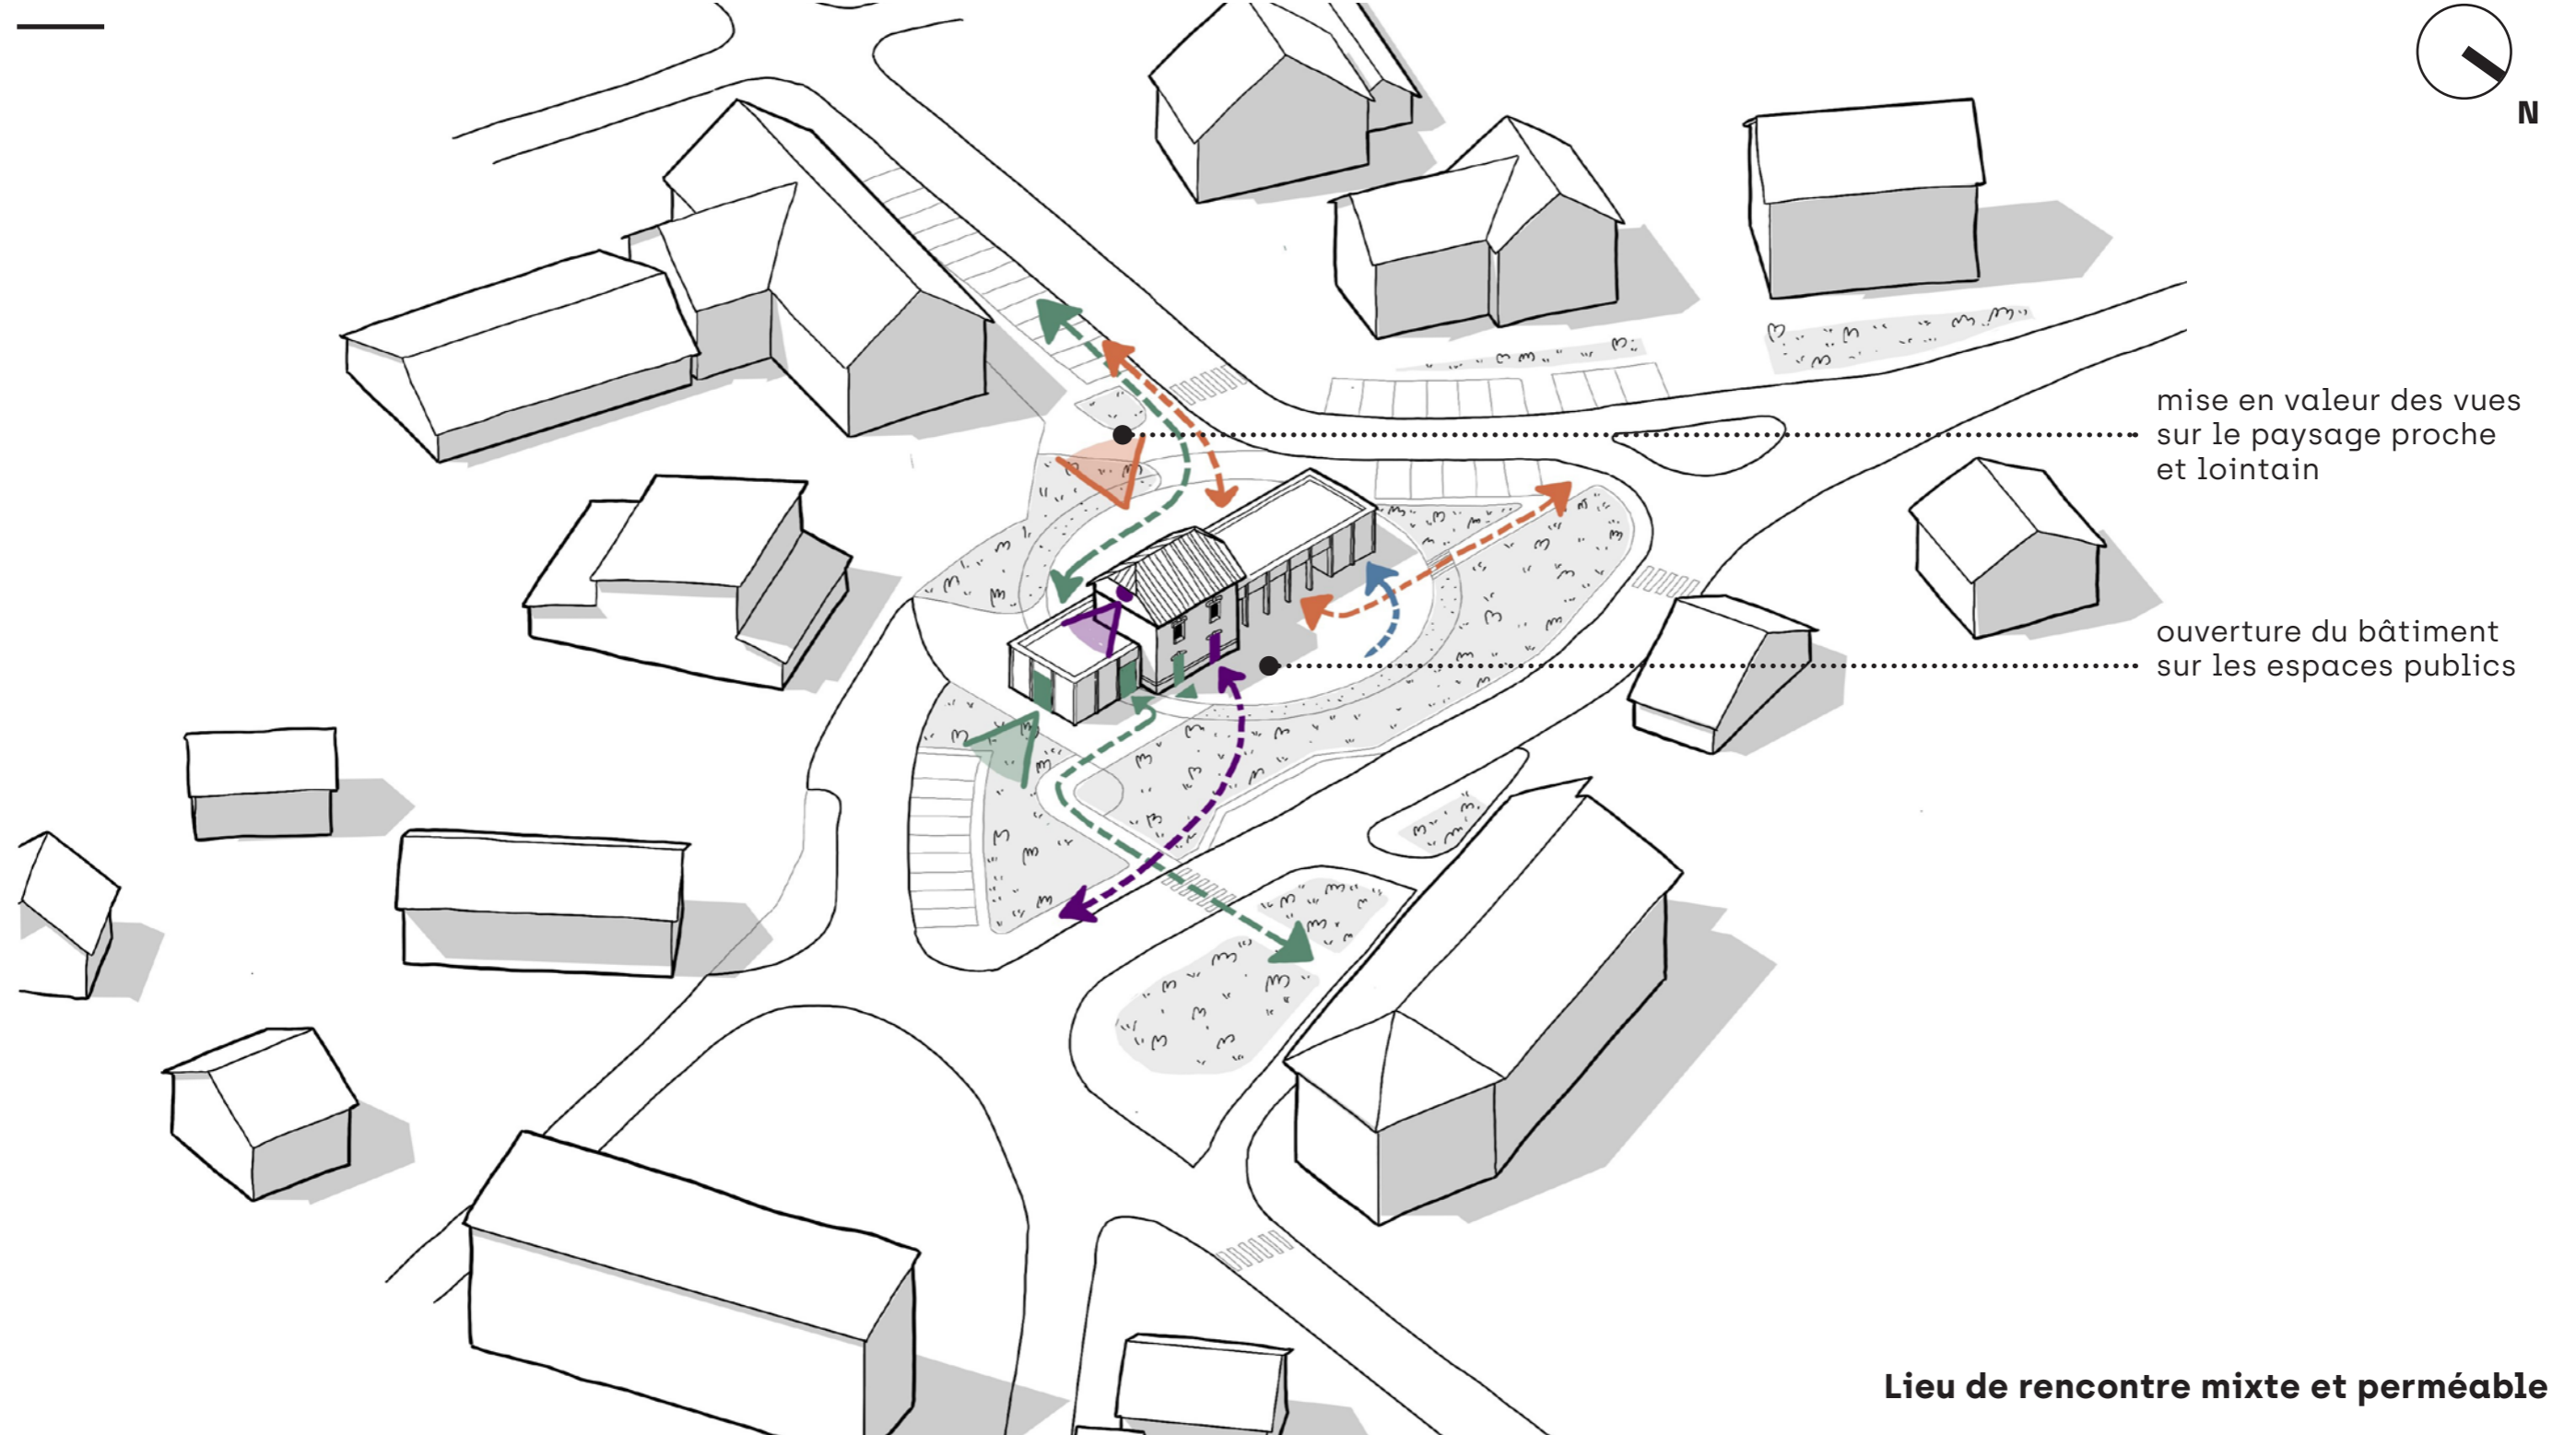 N
mise en valeur des vues
sur le paysage proche
et lointain
ouverture du bâtiment
sur les espaces publics
Lieu de rencontre mixte et perméable